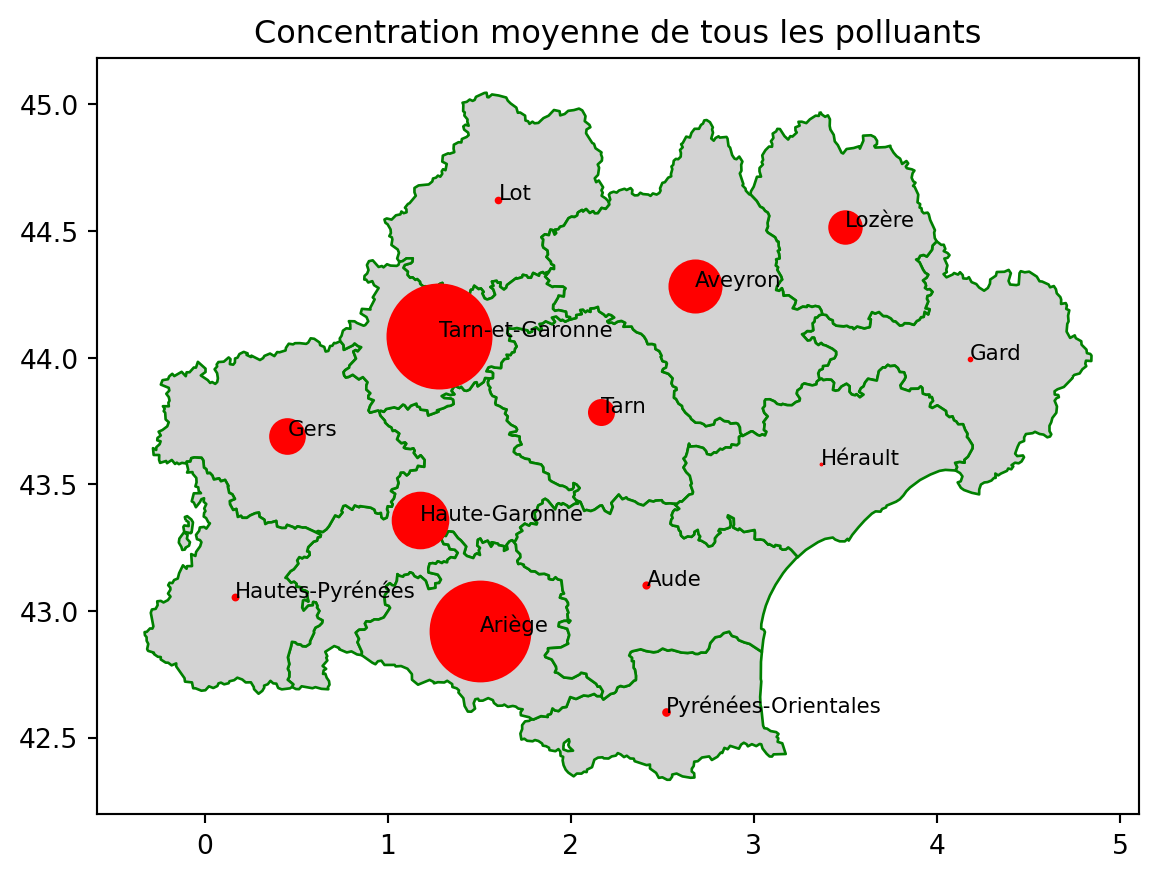 Concentration moyenne de tous les polluants
45.0
44.5
44.0
43.5
43.0
42.5
Lot
Lozère
Aveyron
Tarn-et-Garonne
Gard
Tarn
Gers
Hérault
Haute-Garonne
Aude
Hautes-Pyrénées
Ariège
Pyrénées-Orientales
0 1 2 3 4 5